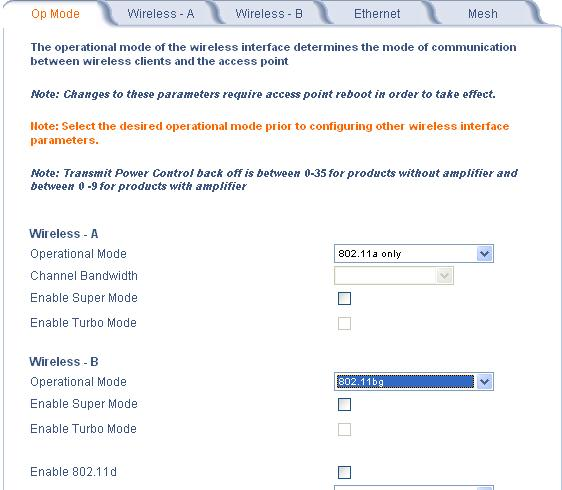 Op Mode Wireless - A Wireless - B Ethernet Mesh
The operational mode of the wireless interface determines the mode of communication
between wireless clients and the access point
Note: Changes to these parameters require access point reboot in order to take effect.
Note: Select the desired operational mode prior to configuring other wireless interface
parameters.
Note: Transmit Power Control back off is between 0-35 for products without amplifier and
between 0 -9 for products with amplifier
Wireless - A
Operational Mode 802.11a only
Channel Bandwidth
Enable Super Mode
Enable Turbo Mode
Wireless - B
Operational Mode 802.11bg
Enable Super Mode
Enable Turbo Mode
Enable 802.11d